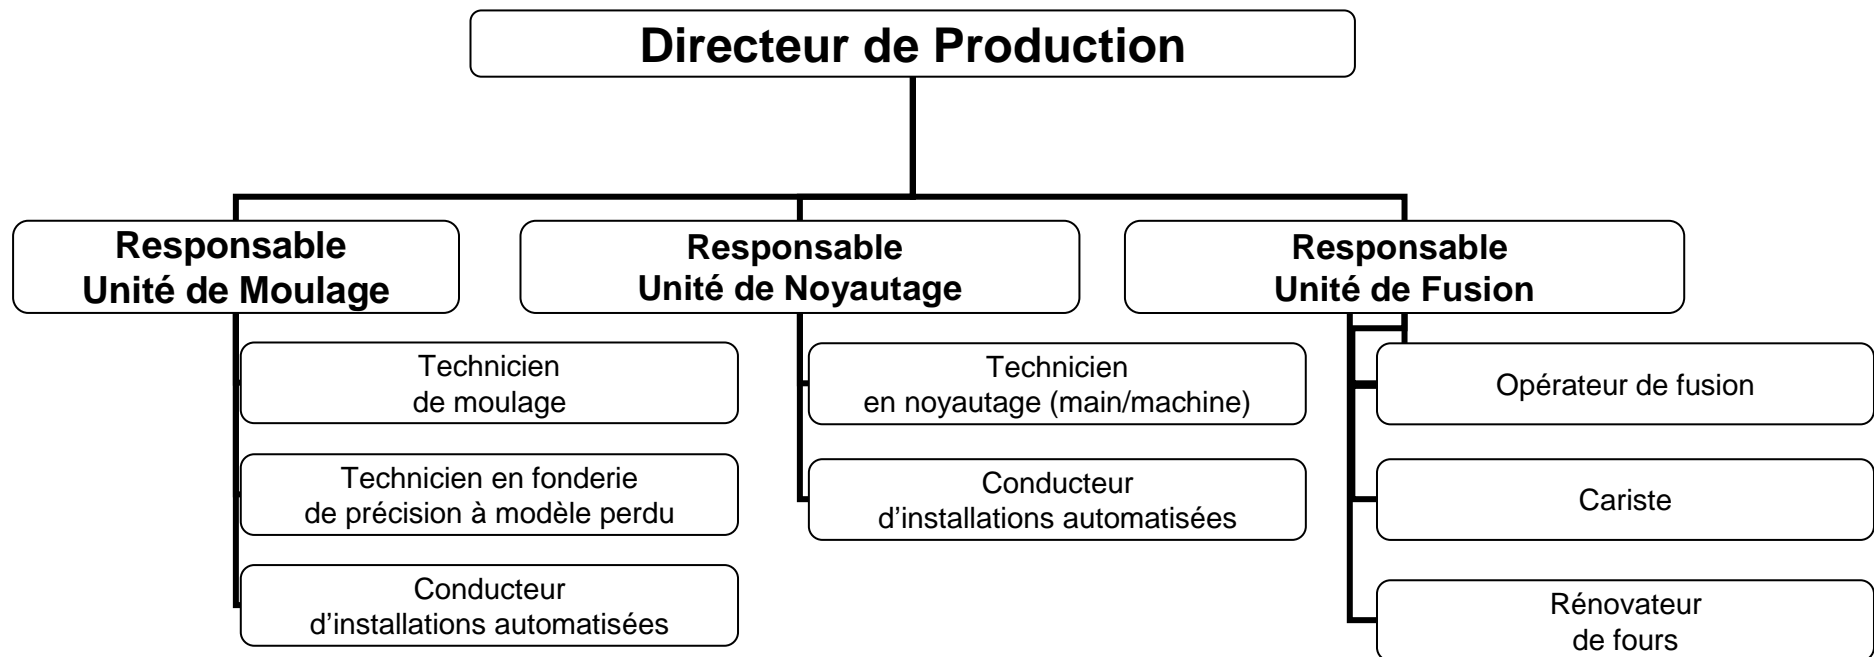 Directeur de Production
Responsable
Unité de Moulage
Responsable
Unité de Noyautage
Responsable
Unité de Fusion
Technicien
de moulage
Technicien
en noyautage (main/machine)
Opérateur de fusion
Technicien en fonderie
de précision à modèle perdu
Conducteur
d’installations automatisées
Cariste
Conducteur
d’installations automatisées
Rénovateur
de fours